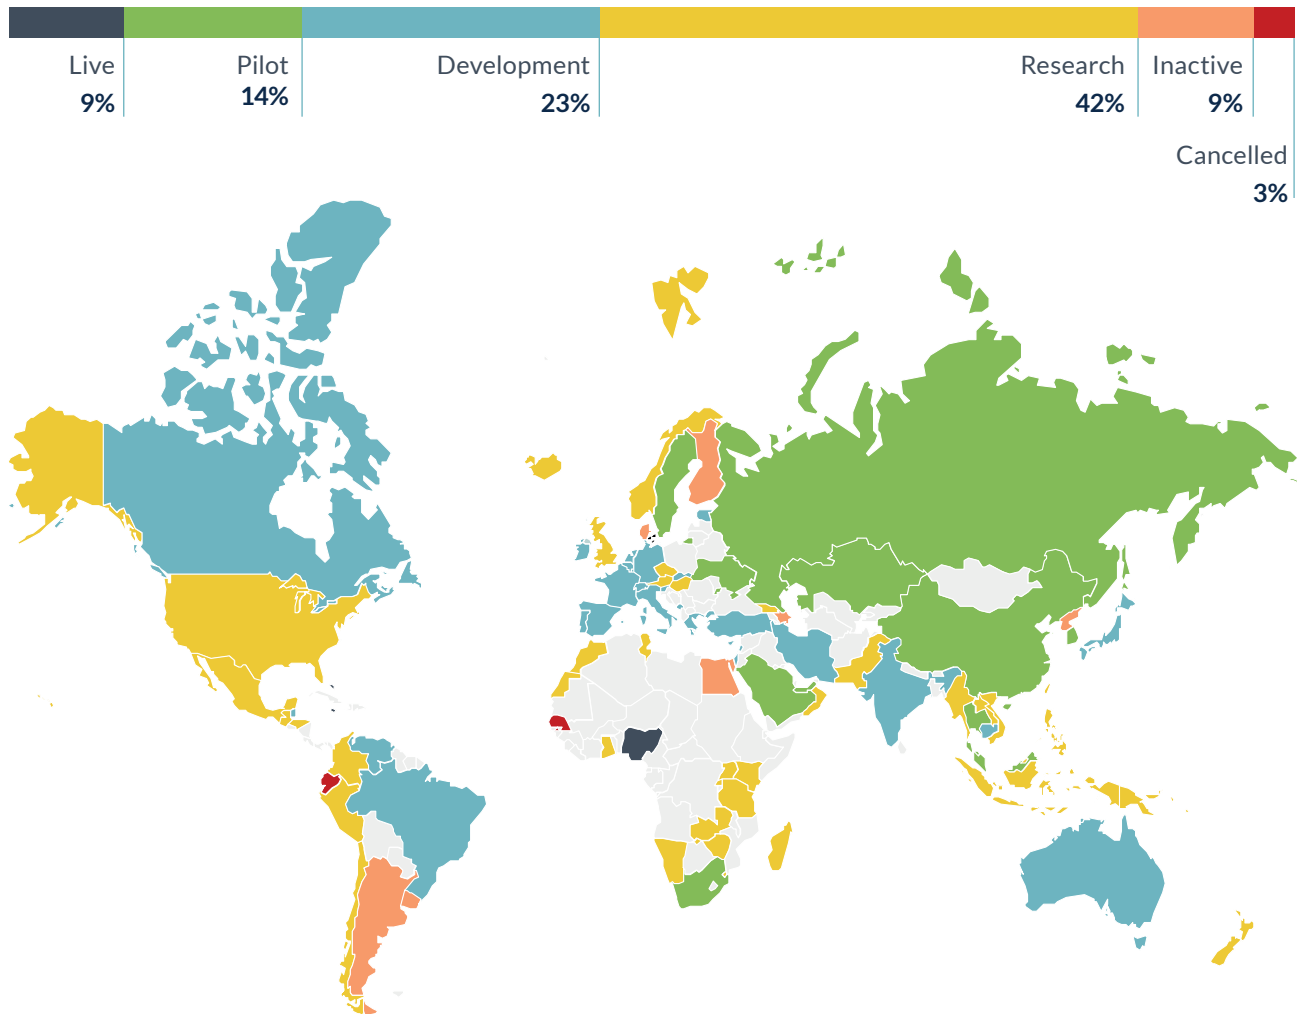 Live
9%
Pilot
14%
Development
23%
Research
42%
Inactive
9%
Cancelled
3%